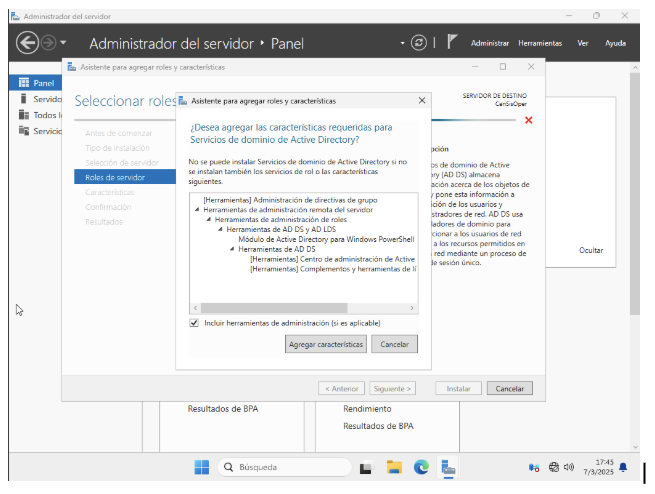 Administrador del servidor
Administrador del servidor ‣ Panel
Administrar Herramientas Ver Ayuda
Panel
Servido
Todos l
Servicio
Asistente para agregar roles y características
Seleccionar roles
SERVIDOR DE DESTINO
CenSisOper
Antes de comenzar
Tipo de instalación
Selección de servidor
Roles de servidor
Características
Confirmación
Resultados
Asistente para agregar roles y características
¿Desea agregar las características requeridas para
Servicios de dominio de Active Directory?
No se puede instalar Servicios de dominio de Active Directory si no
se instalan también los servicios de rol o las características
siguientes.
[Herramientas] Administración de directivas de grupo
Herramientas de administración remota del servidor
Herramientas de administración de roles
Herramientas de AD DS y AD LDS
Módulo de Active Directory para Windows PowerShell
Herramientas de AD DS
[Herramientas] Centro de administración de Active
[Herramientas] Complementos y herramientas de lí
Incluir herramientas de administración (si es aplicable)
Agregar características Cancelar
pción
os de dominio de Active
ry (AD DS) almacena
ación acerca de los objetos de
y pone esta información a
ición de los usuarios y
stradores de red. AD DS usa
ladores de dominio para
cionar a los usuarios de red
a los recursos permitidos en
red mediante un proceso de
de sesión único.
Ocultar
< Anterior Siguiente > Instalar Cancelar
Resultados de BPA
Rendimiento
Resultados de BPA
Búsqueda
17:45
7/3/2025